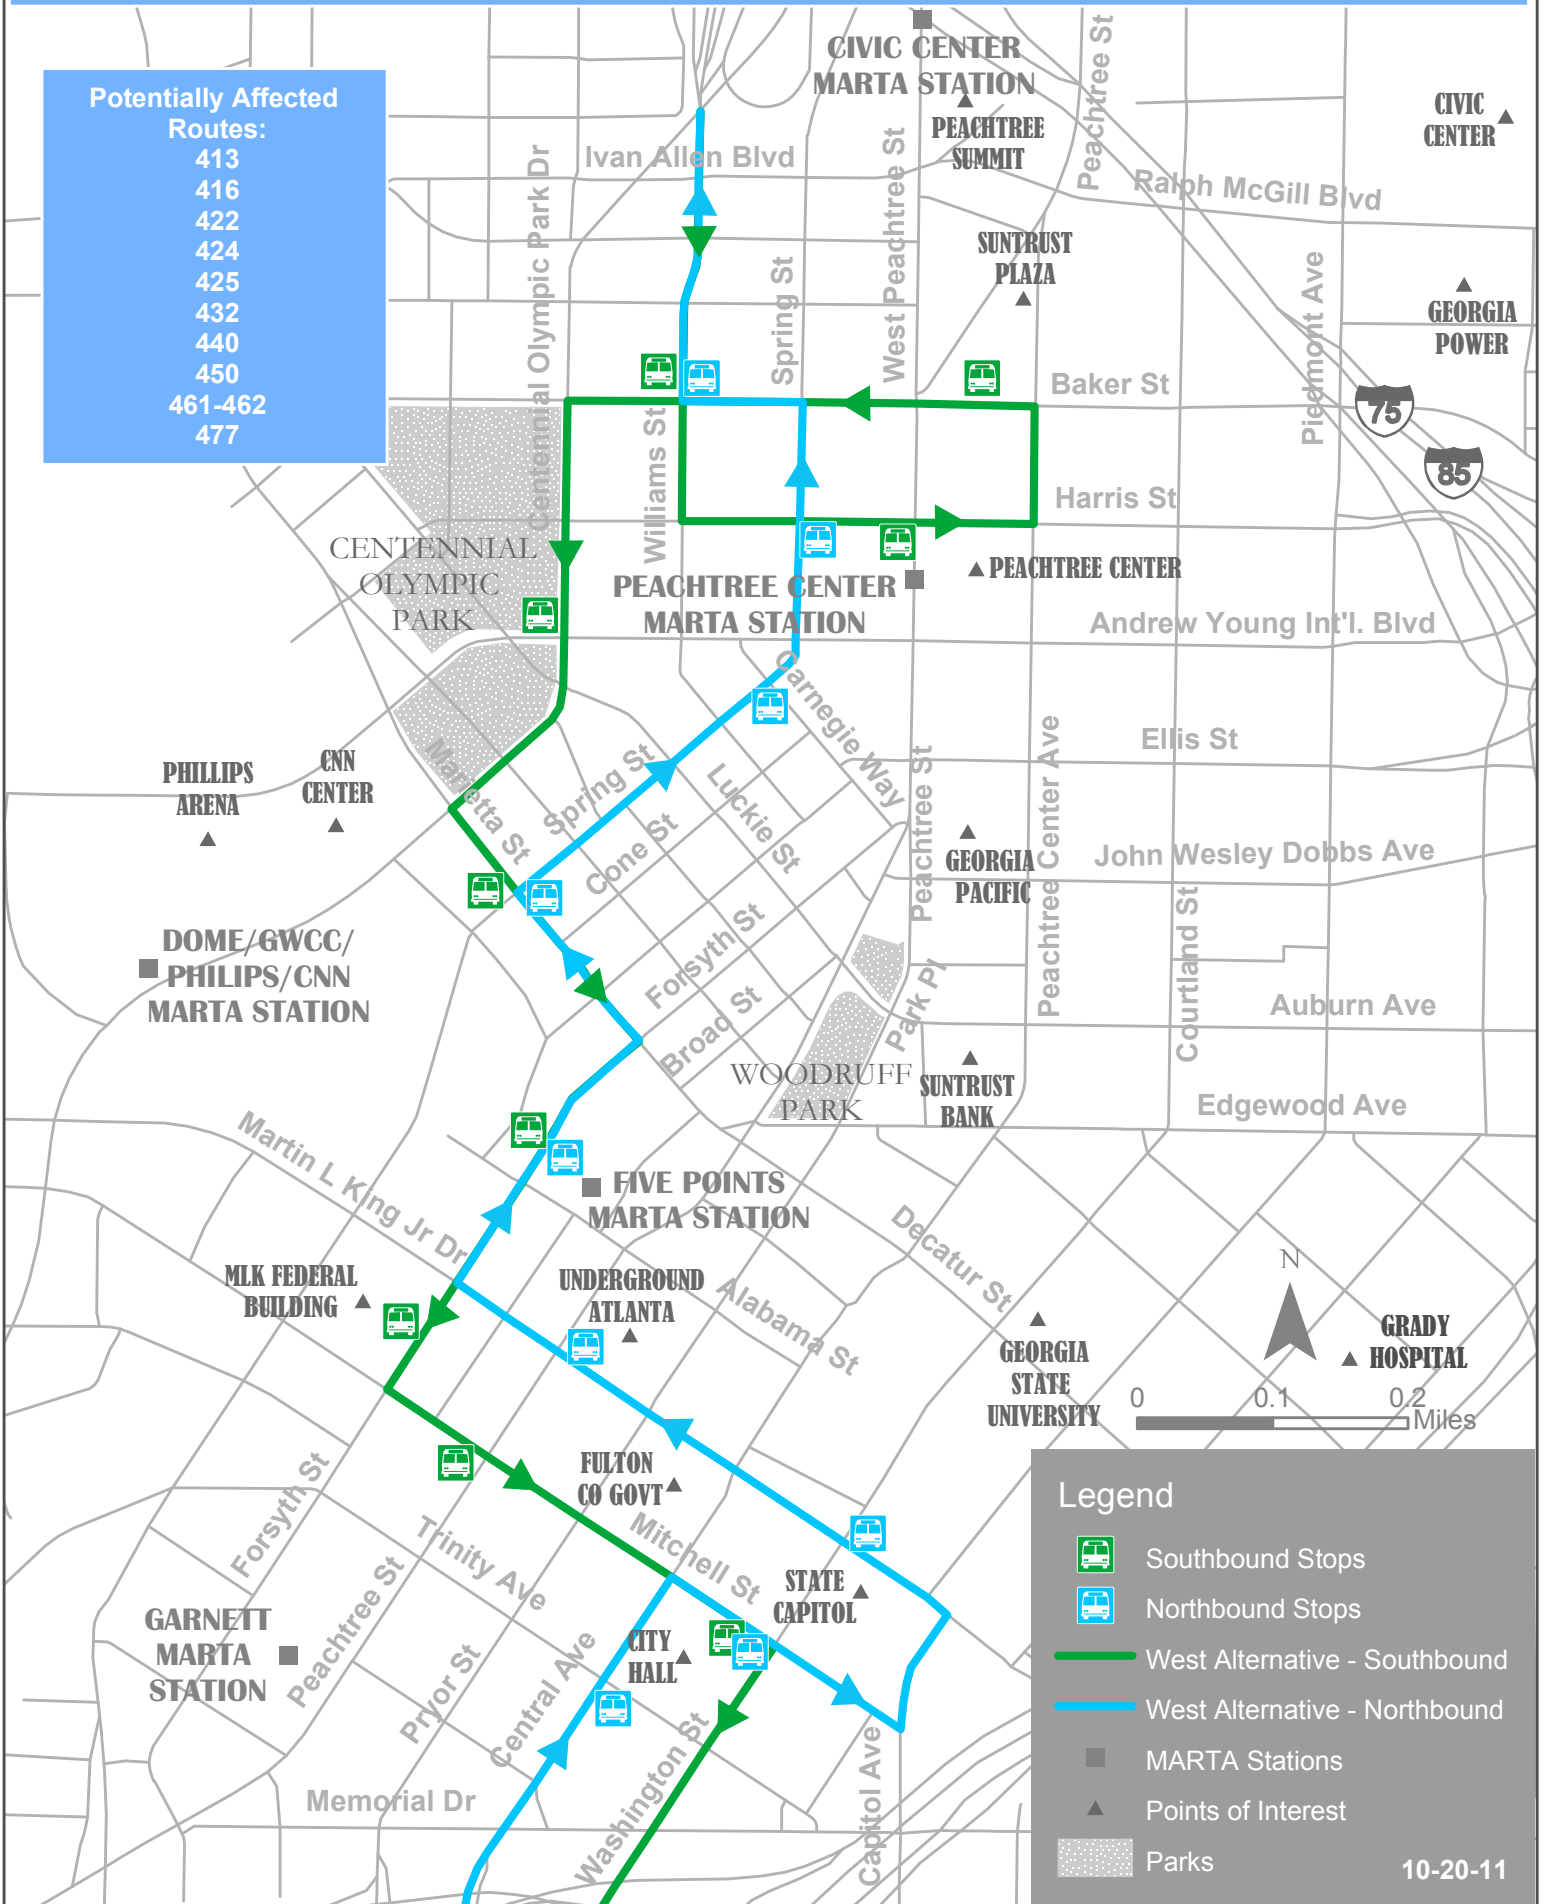 Potentially Affected
Routes:
413
416
422
424
425
432
440
450
461-462
477
CIVIC CENTER
MARTA STATION
PEACHTREE
SUMMIT
CIVIC
CENTER
Peachtree St
Ivan Allen Blvd
Ralph McGill Blvd
Centennial Olympic Park Dr
Spring St
West Peachtree St
SUNTRUST
PLAZA
Piedmont Ave
GEORGIA
POWER
Baker St
75
85
Williams St
Harris St
CENTENNIAL
OLYMPIC
PARK
PEACHTREE CENTER
MARTA STATION
PEACHTREE CENTER
Andrew Young Int'l. Blvd
Carnegie Way
Ellis St
PHILLIPS
ARENA
CNN
CENTER
Marietta St
Spring St
Luckie St
Cone St
Peachtree St
Peachtree Center Ave
GEORGIA
PACIFIC
John Wesley Dobbs Ave
DOME/GWCC/
PHILIPS/CNN
MARTA STATION
Forsyth St
Broad St
Park Pl
Courtland St
Auburn Ave
WOODRUFF
PARK
SUNTRUST
BANK
Edgewood Ave
Martin L King Jr Dr
FIVE POINTS
MARTA STATION
Decatur St
MLK FEDERAL
BUILDING
UNDERGROUND
ATLANTA
Alabama St
GEORGIA
STATE
UNIVERSITY
N
GRADY
HOSPITAL
0
0.1
0.2
Miles
Forsyth St
FULTON
CO GOVT
Trinity Ave
Mitchell St
STATE
CAPITOL
GARNETT
MARTA
STATION
Peachtree St
Pryor St
Central Ave
CITY
HALL
Washington St
Capitol Ave
Memorial Dr
Legend
Southbound Stops
Northbound Stops
West Alternative - Southbound
West Alternative - Northbound
MARTA Stations
Points of Interest
Parks
10-20-11